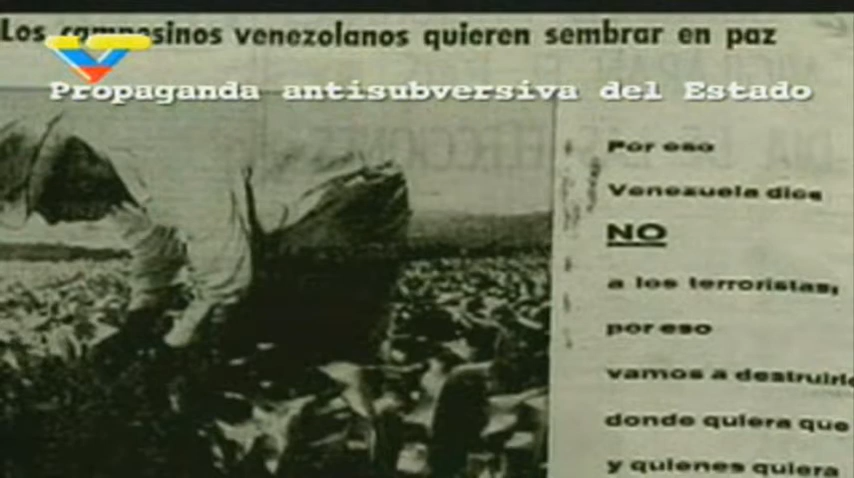 Los campesinos venezolanos quieren sembrar en paz
Propaganda antisubversiva del Estado
Por eso
Venezuela dice
NO
a los terroristas,
por eso
vamos a
donde quiera que
y quienes quiera